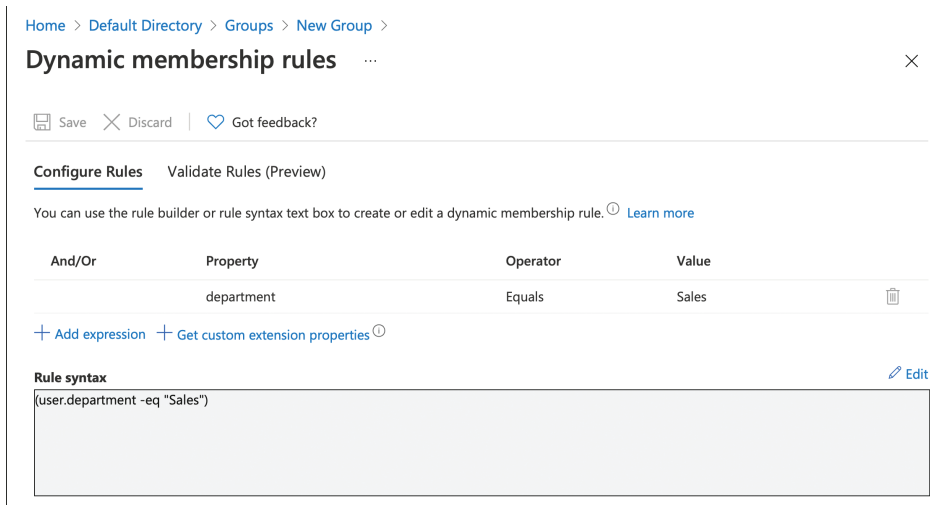 Home > Default Directory > Groups > New Group >
Dynamic membership rules ...
Save Discard Got feedback?
Configure Rules Validate Rules (Preview)
You can use the rule builder or rule syntax text box to create or edit a dynamic membership rule. Learn more
And/Or Property Operator Value
department Equals Sales
+ Add expression + Get custom extension properties
Edit
Rule syntax
(user.department -eq "Sales")